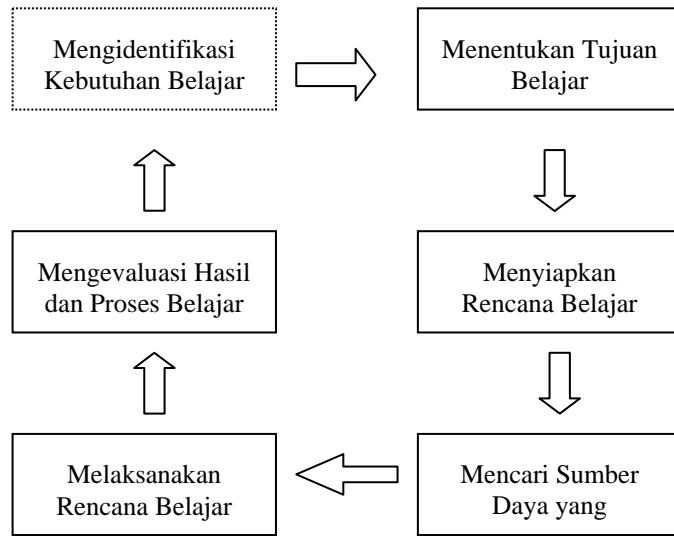 Mengidentifikasi
Kebutuhan Belajar
Menentukan Tujuan
Belajar
Menyiapkan
Rencana Belajar
Mencari Sumber
Daya yang
Melaksanakan
Rencana Belajar
Mengevaluasi Hasil
dan Proses Belajar